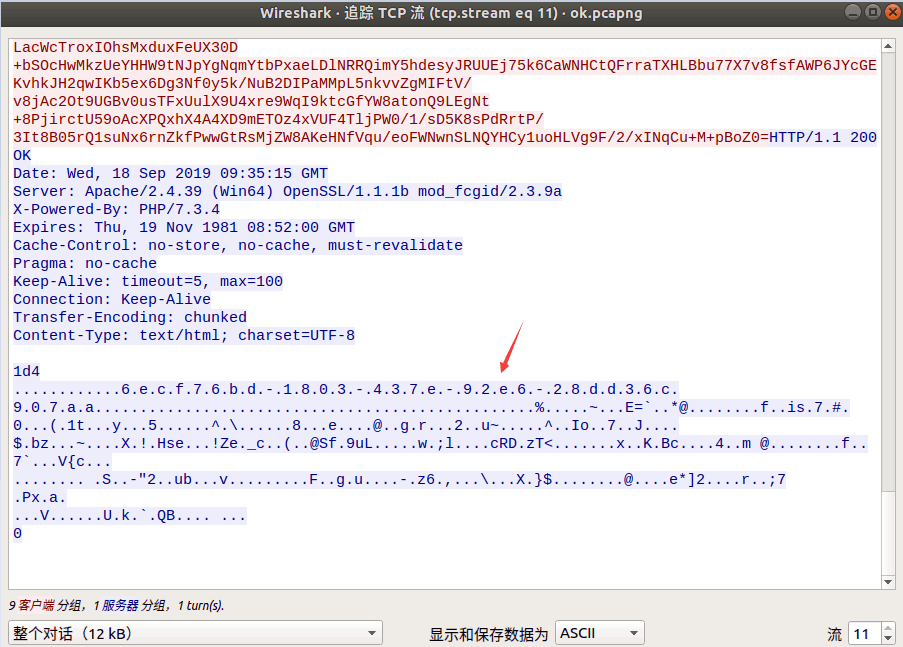 Wireshark · 追踪 TCP 流 (tcp.stream eq 11) · ok.pcapng
LacWcTroxIOhsMxduxFeUX30D
+bSOcHwMkzUeYHHW9tNJpYgNqmYtbPxaeLDlNRRQimY5hdesyJRUUEj75k6CaWNHCtQFrraTXHLBbu77X7v8fsfAWP6JYcGE
KvhkJH2qwIKb5ex6Dg3Nf0y5k/NuB2DIPaMMpL5nkvvZgMIFtV/
v8jAc2Ot9UGBv0usTFxUulX9U4xre9WqI9ktcGfYW8atonQ9LEgNt
+8PjirctU59oAcXPQxhX4A4XD9mETOz4xVUF4TljPW0/1/sD5K8sPdRrtP/
3It8B05rQ1suNx6rnZkfPwwGtRsMjZW8AKeHNfVqu/eoFWNwnSLNQYHCy1uoHLVg9F/2/xINqCu+M+pBoZ0=HTTP/1.1 200
OK
Date: Wed, 18 Sep 2019 09:35:15 GMT
Server: Apache/2.4.39 (Win64) OpenSSL/1.1.1b mod_fcgid/2.3.9a
X-Powered-By: PHP/7.3.4
Expires: Thu, 19 Nov 1981 08:52:00 GMT
Cache-Control: no-store, no-cache, must-revalidate
Pragma: no-cache
Keep-Alive: timeout=5, max=100
Connection: Keep-Alive
Transfer-Encoding: chunked
Content-Type: text/html; charset=UTF-8
1d4
............6.e.c.f.7.6.b.d.-.1.8.0.3.-.4.3.7.e.-.9.2.e.6.-.2.8.d.d.3.6.c.
9.0.7.a.a.................................................%.....~...E=`..*@........f..is.7.#.
0...(.1t...y...5......^.\......8...e....@..g.r...2..u~.....^..Io..7..J....
$.bz...~....X.!.Hse...!Ze._c..(..@Sf.9uL.....w.;l....cRD.zT<.......x..K.Bc....4..m @........f..
7`...V{c...
........ .S..-"2..ub...v.........F..g.u....-.z6.,...\...X.}$........@....e*]2....r..;7
.Px.a.
...V......U.k.`.QB.... ...
0
9 客户端 分组，1 服务器 分组，1 turn(s).
整个对话（12 kB） 显示和保存数据为 ASCII 流 11